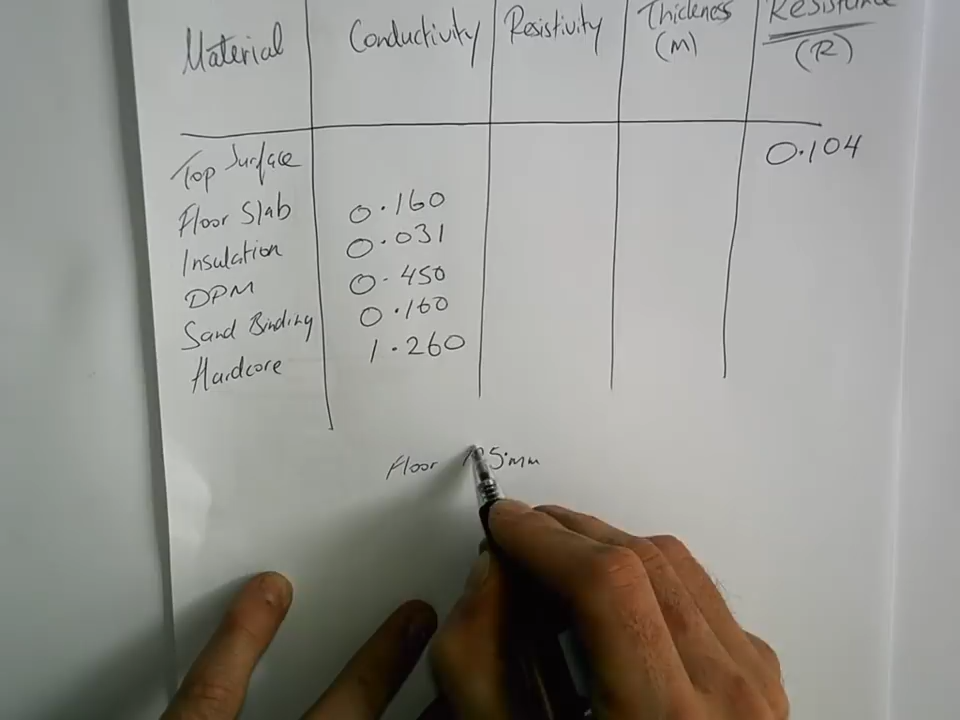 Material Conductivity Resistivity Thickness (M) Resistance (R)
Top Surface 0.104
Floor Slab 0.160
Insulation 0.031
DPM 0.450
Sand Binding 0.160
Hardcore 1.260
Floor